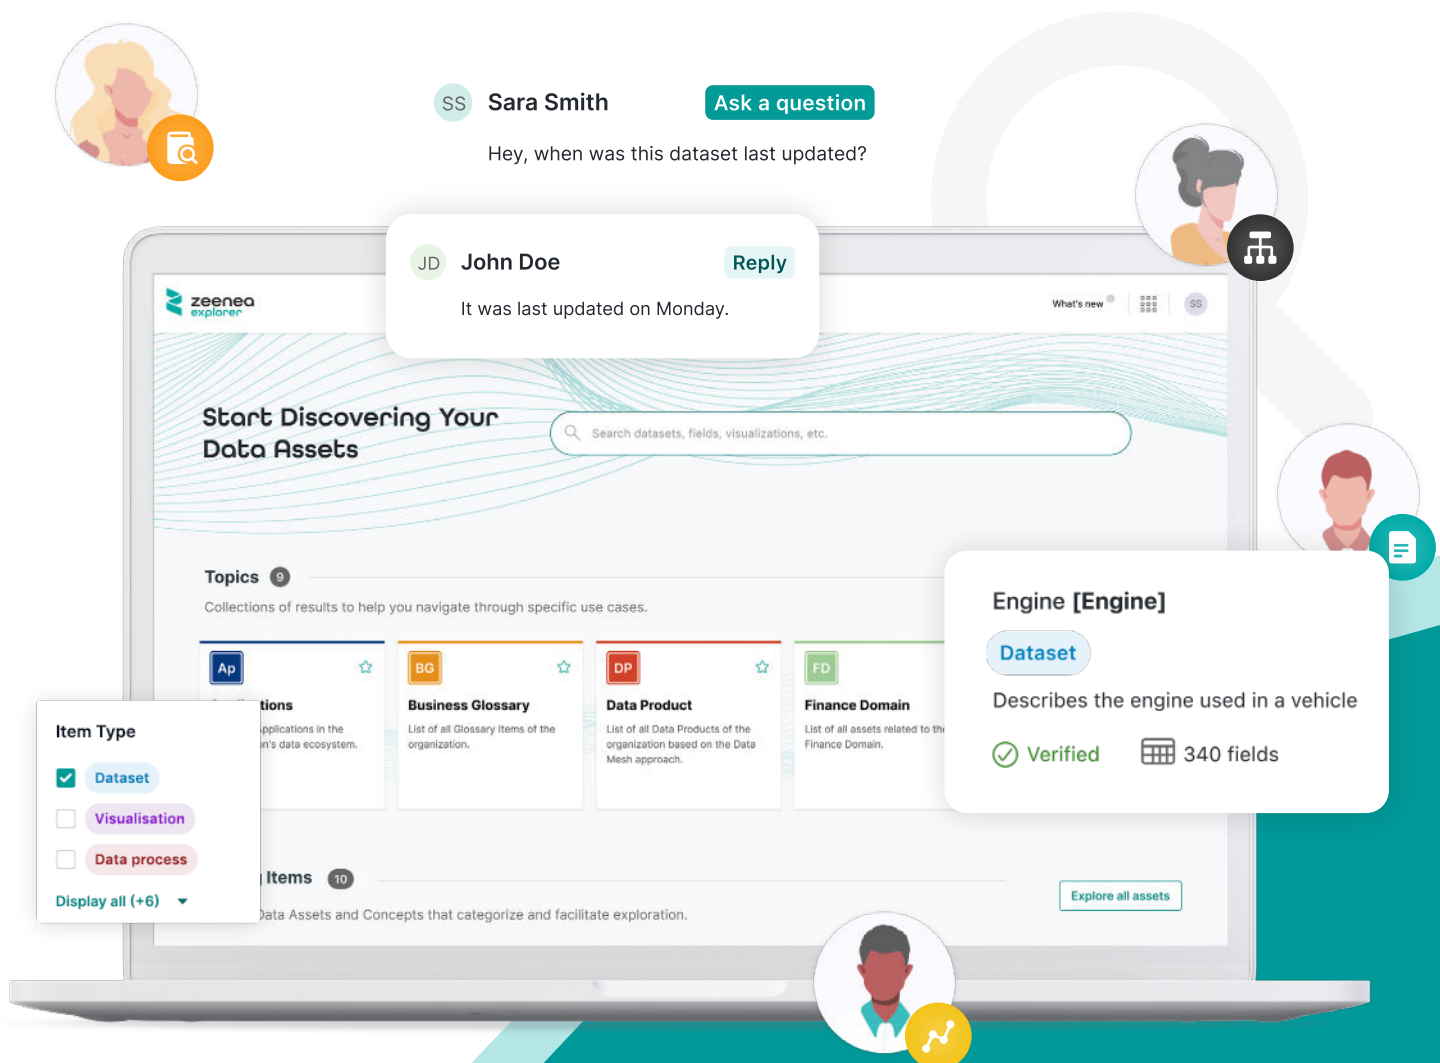 SS Sara Smith Ask a question
Hey, when was this dataset last updated?
JD John Doe Reply
It was last updated on Monday.
zeenea
explorer
What's new SS
Start Discovering Your
Data Assets
Search datasets, fields, visualizations, etc.
Topics 9
Collections of results to help you navigate through specific use cases.
Ap
tions
pplications in the
n's data ecosystem.
BG
Business Glossary
List of all Glossary Items of the
organization.
DP
Data Product
List of all Data Products of the
organization based on the Data
Mesh approach.
FD
Finance Domain
List of all assets related to the
Finance Domain.
Engine [Engine]
Dataset
Describes the engine used in a vehicle
Verified 340 fields
Item Type
Dataset
Visualisation
Data process
Display all (+6)
Items 10
Data Assets and Concepts that categorize and facilitate exploration.
Explore all assets